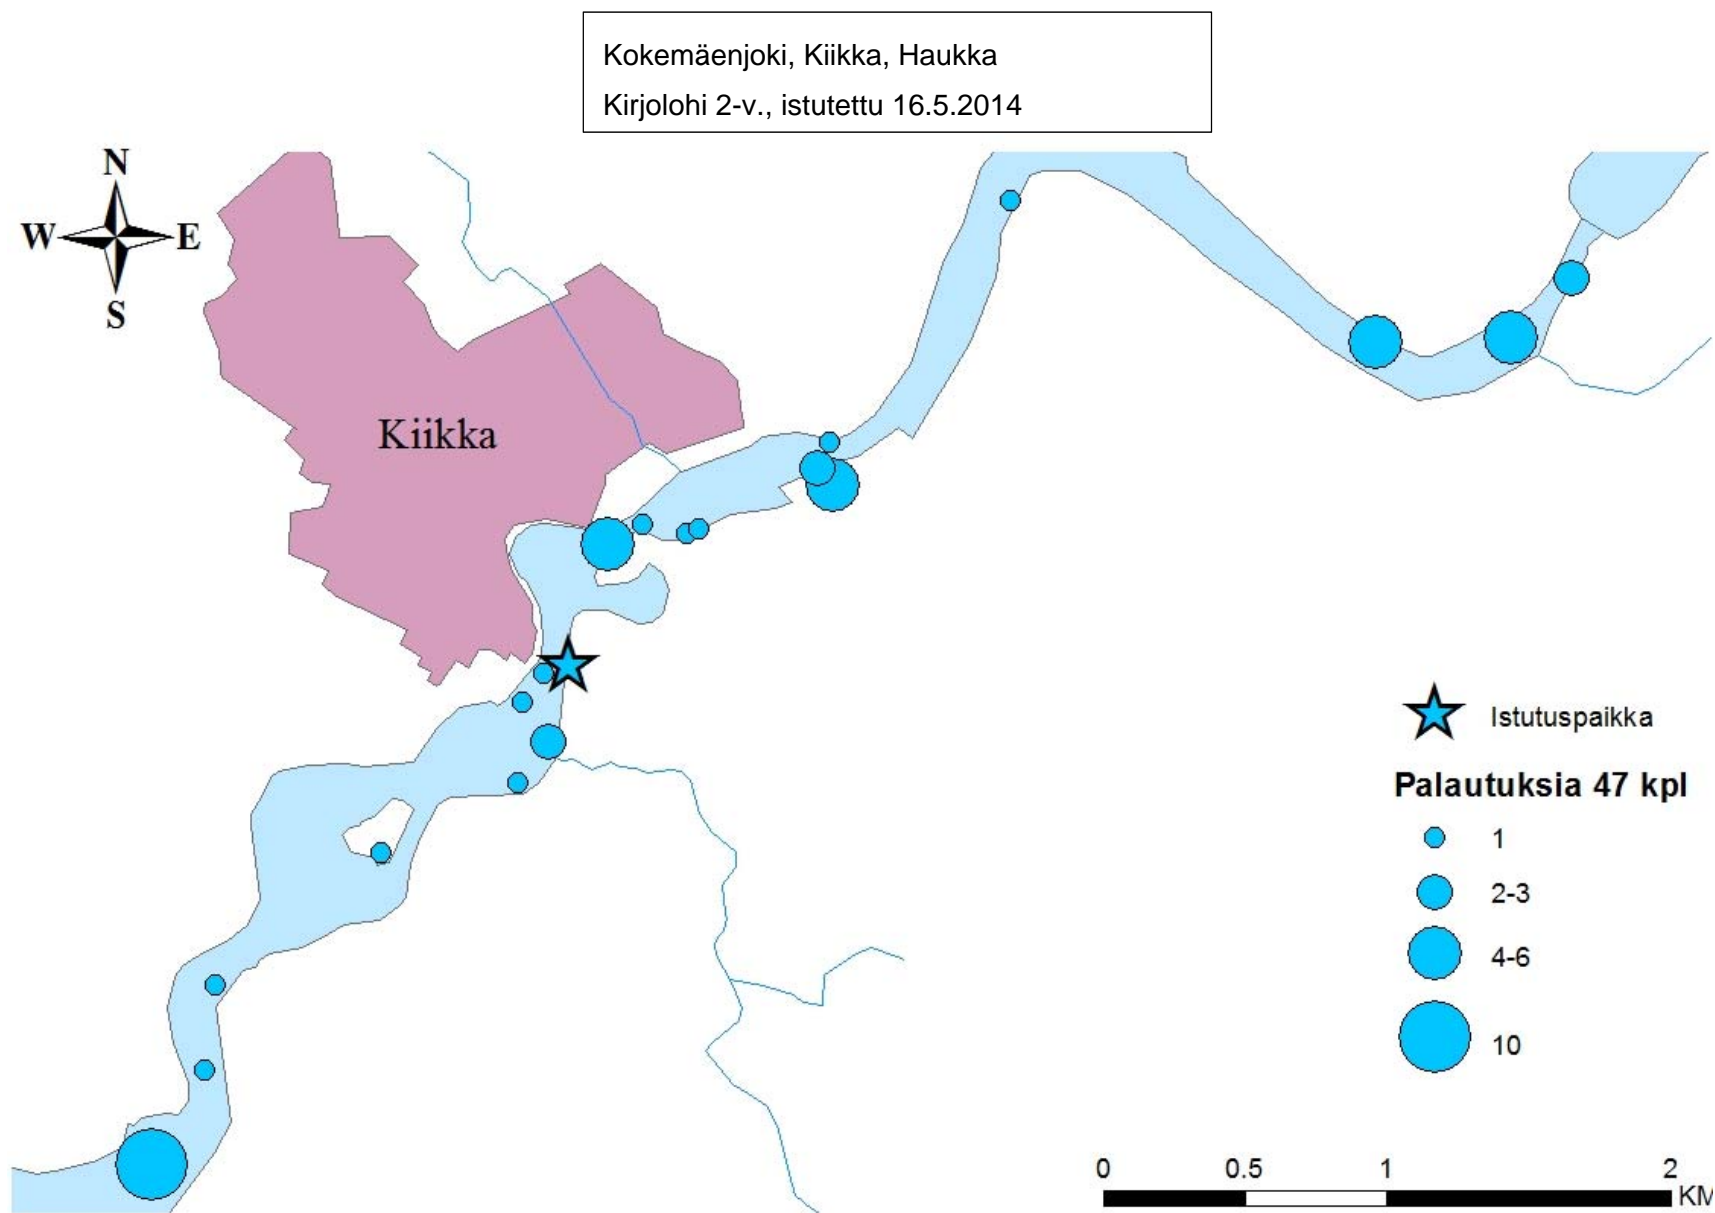 Kokemäenjoki, Kiikka, Haukka
Kirjolohi 2-v., istutettu 16.5.2014
N
W E
S
Kiikka
Istutuspaikka
Palautuksia 47 kpl
1
2-3
4-6
10
0 0.5 1 2
KM